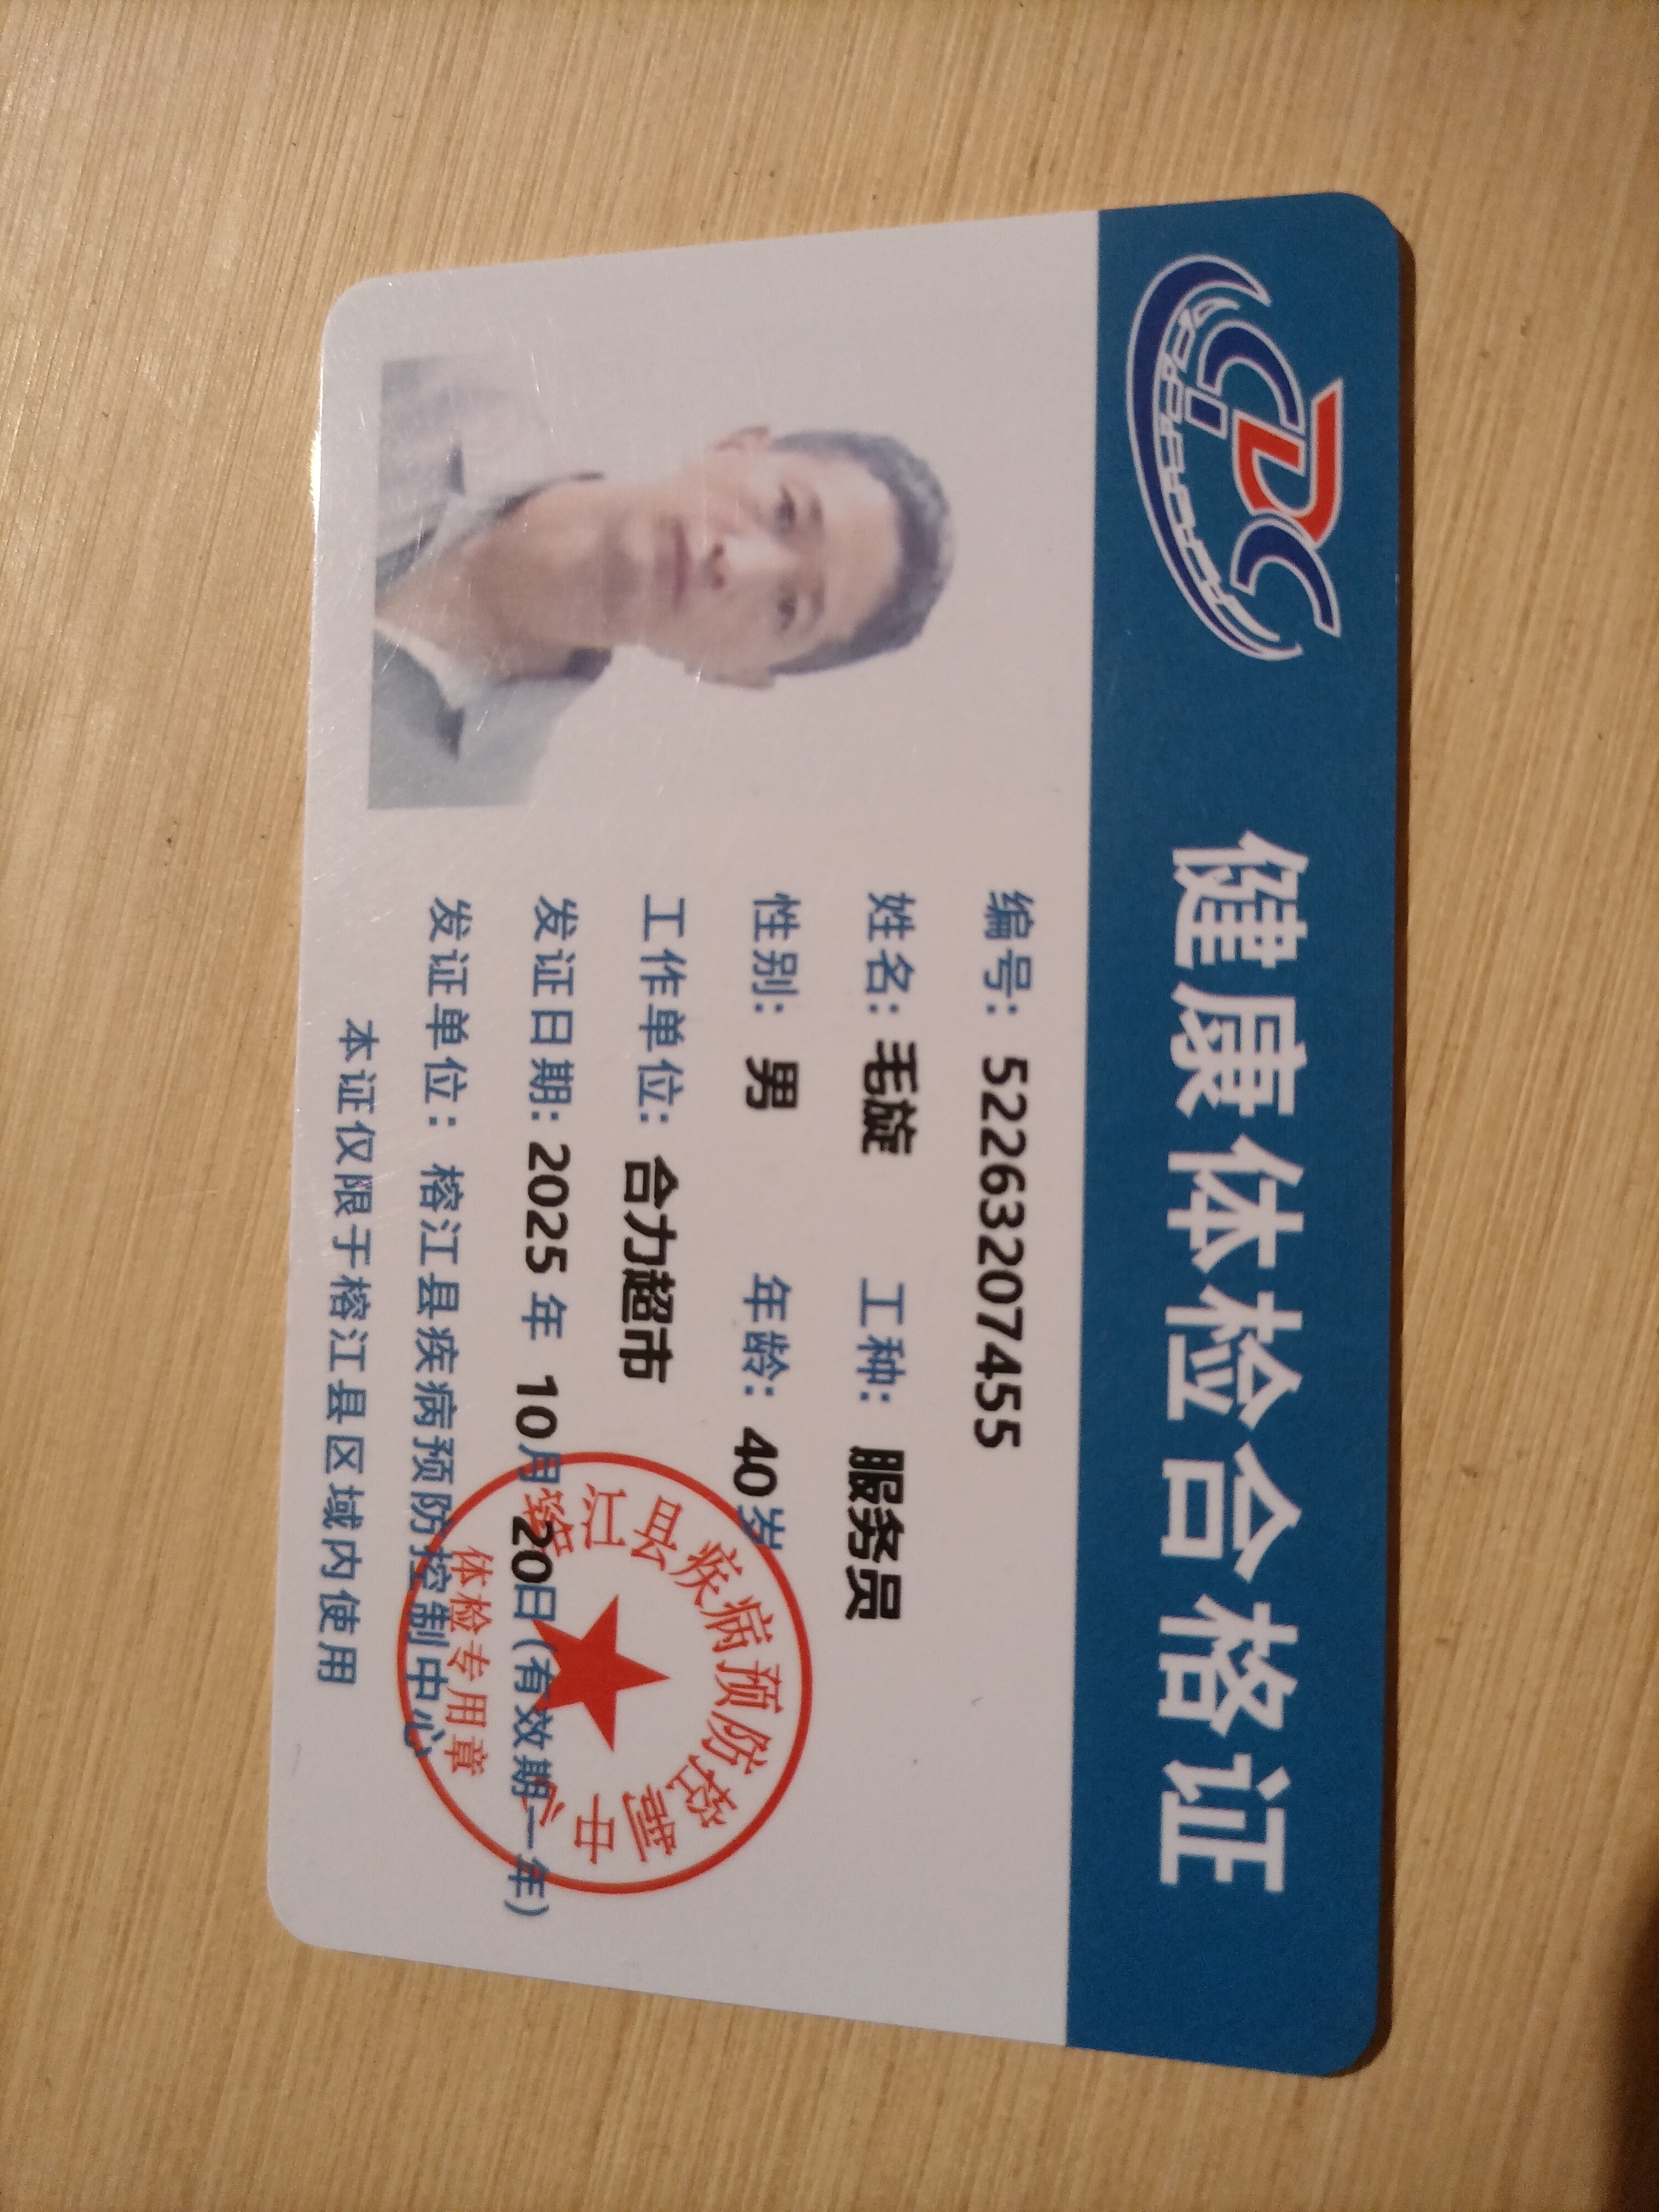 CDC
健康体检合格证
编号：522632207455
姓名：毛旋 工种：服务员
性别：男 年龄：40岁
工作单位：合力超市
发证日期：2025年10月20日（有效期一年）
发证单位：榕江县疾病预防控制中心
本证仅限于榕江县区域内使用
榕江县疾病预防控制中心
体检专用章